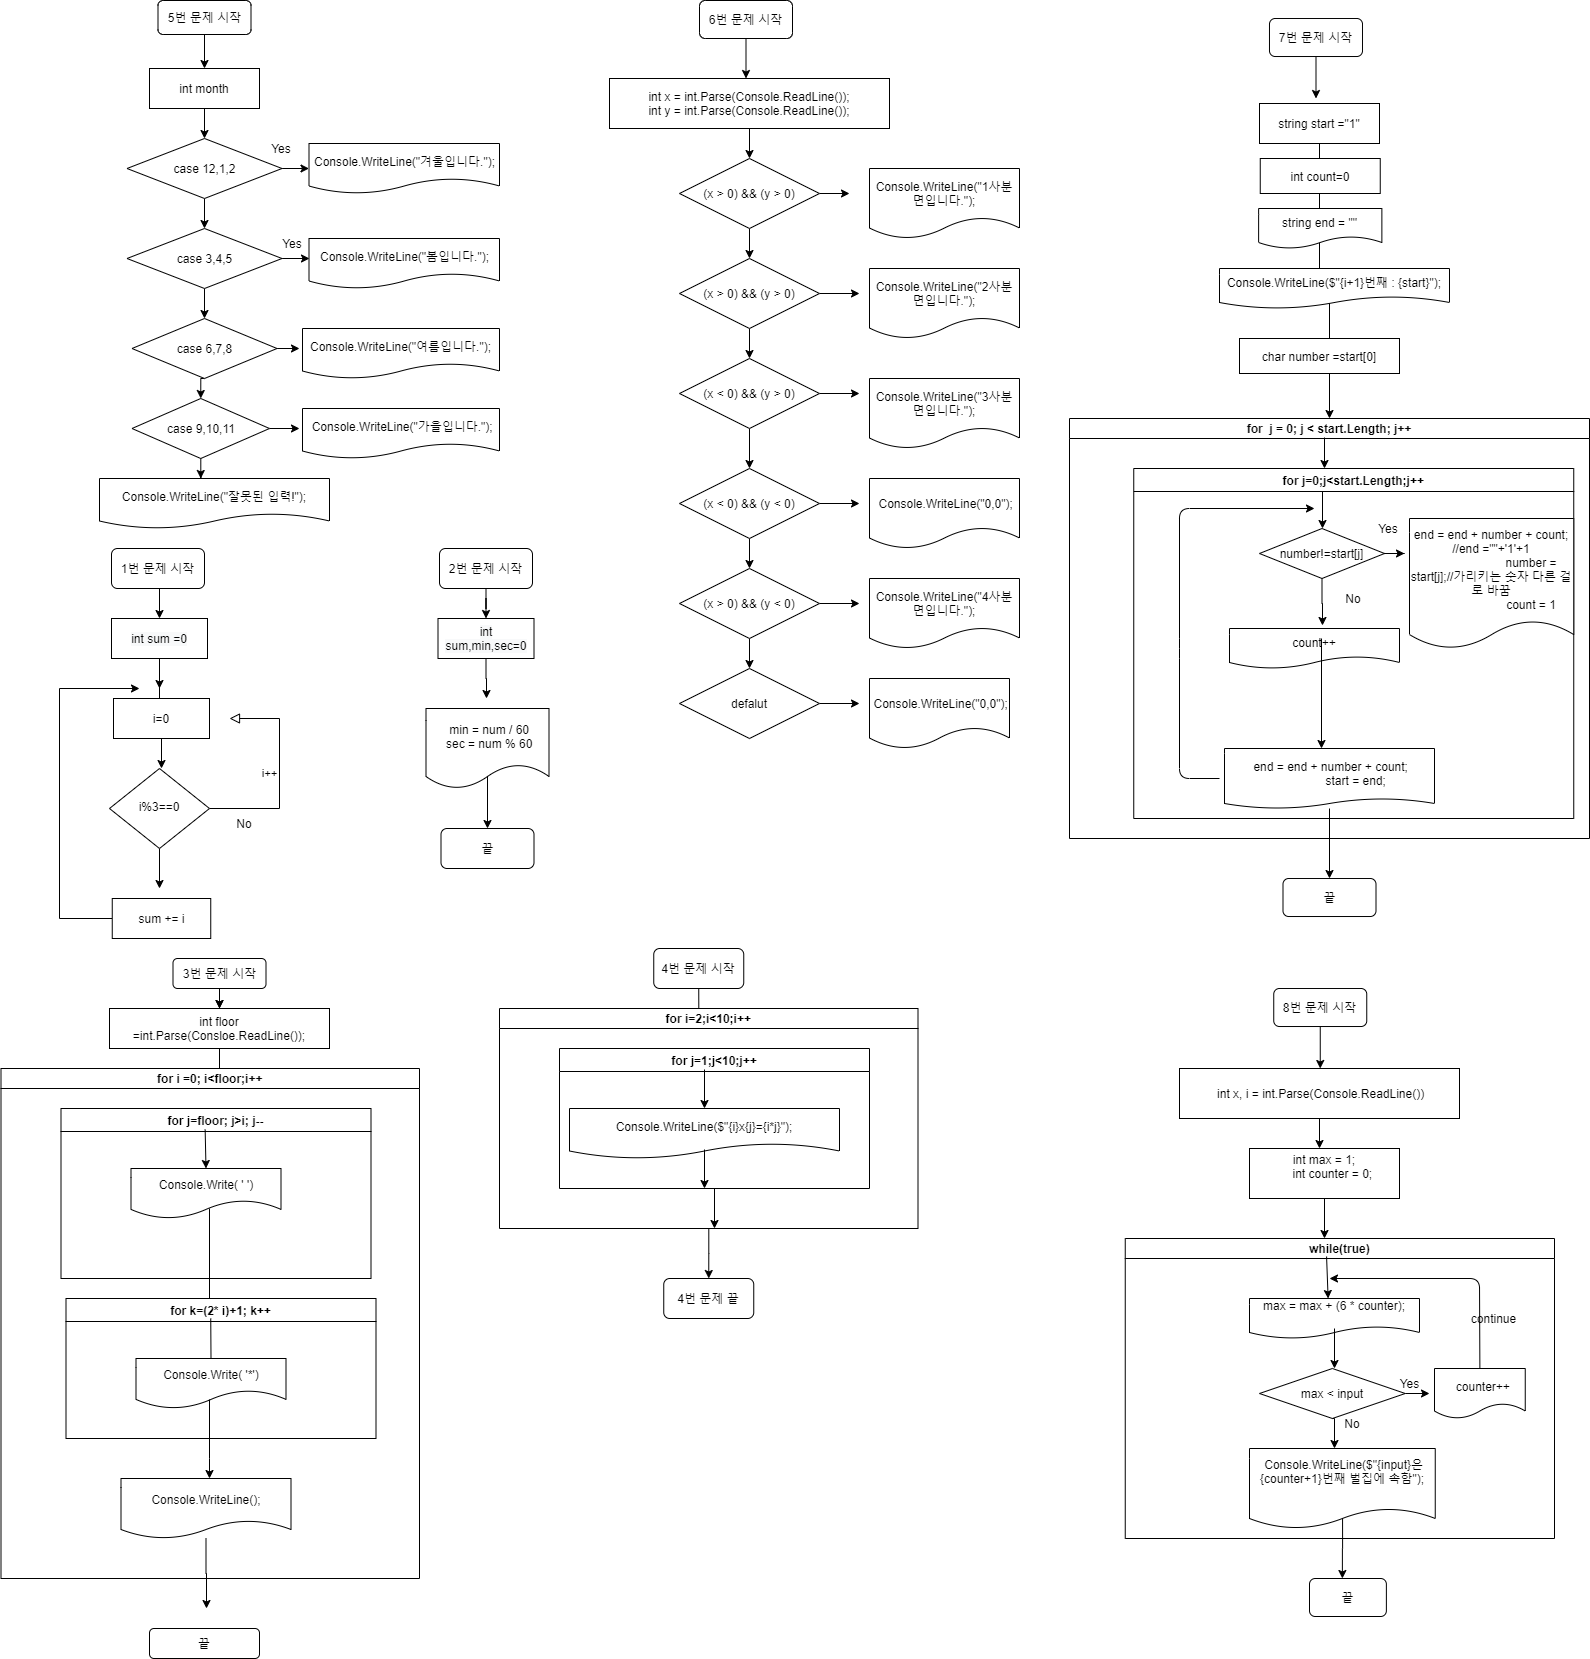 5번 문제 시작
int month
case 12,1,2
Yes
Console.WriteLine("겨울입니다.");
case 3,4,5
Yes
Console.WriteLine("봄입니다.");
case 6,7,8
Console.WriteLine("여름입니다.");
case 9,10,11
Console.WriteLine("가을입니다.");
Console.WriteLine("잘못된 입력!");
6번 문제 시작
int x = int.Parse(Console.ReadLine());
int y = int.Parse(Console.ReadLine());
(x > 0) && (y > 0)
Console.WriteLine("1사분
면입니다.");
(x > 0) && (y > 0)
Console.WriteLine("2사분
면입니다.");
(x < 0) && (y > 0)
Console.WriteLine("3사분
면입니다.");
(x < 0) && (y < 0)
Console.WriteLine("0,0");
(x > 0) && (y < 0)
Console.WriteLine("4사분
면입니다.");
defalut
Console.WriteLine("0,0");
7번 문제 시작
string start ="1"
int count=0
string end = ""
Console.WriteLine($"{i+1}번째 : {start}");
char number =start[0]
for j = 0; j < start.Length; j++
for j=0;j<start.Length;j++
number!=start[j]
Yes
end = end + number + count;
//end =""+'1'+1
number =
start[j];//가리키는 숫자 다른 걸
로 바꿈
count = 1
No
count++
end = end + number + count;
start = end;
끝
1번 문제 시작
int sum =0
i=0
i++
i%3==0
No
sum += i
2번 문제 시작
int
sum,min,sec=0
min = num / 60
sec = num % 60
끝
3번 문제 시작
int floor
=int.Parse(Consloe.ReadLine());
for i =0; i<floor;i++
for j=floor; j>i; j--
Console.Write( ' ')
for k=(2* i)+1; k++
Console.Write( '*')
Console.WriteLine();
끝
4번 문제 시작
for i=2;i<10;i++
for j=1;j<10;j++
Console.WriteLine($"{i}x{j}={i*j}");
4번 문제 끝
8번 문제 시작
int x, i = int.Parse(Console.ReadLine())
int max = 1;
int counter = 0;
while(true)
max = max + (6 * counter);
continue
max < input
Yes
counter++
No
Console.WriteLine($"{input}은
{counter+1}번째 벌집에 속함");
끝